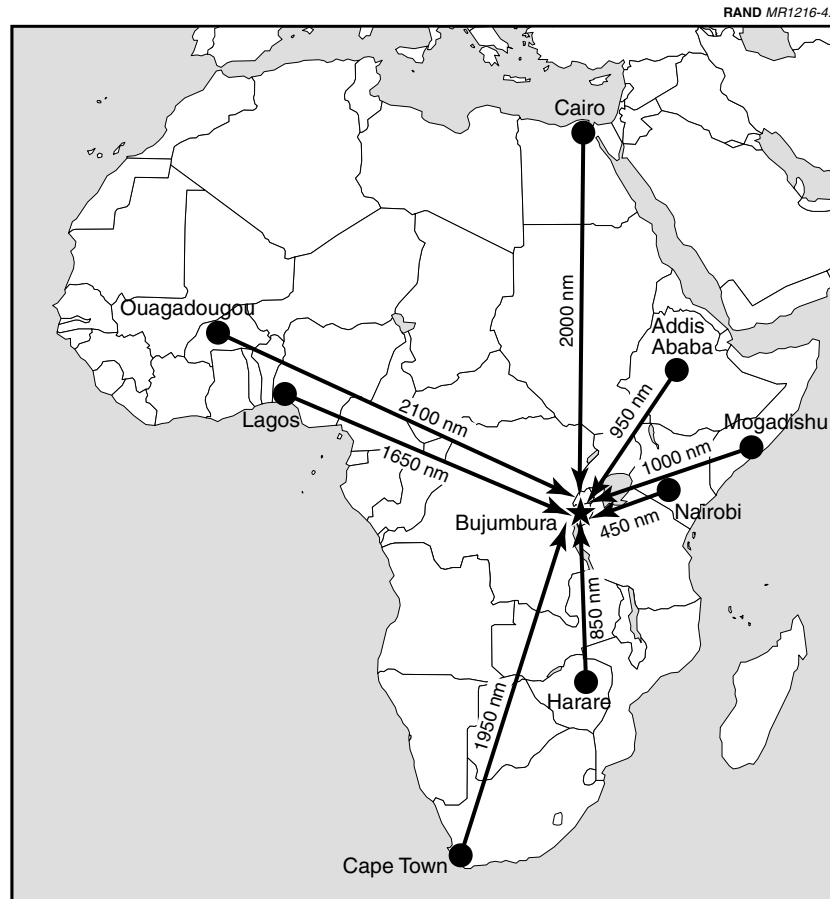 RAND MR1216-4.
Cairo
2000 nm
Ouagadougou
Addis
Ababa
950 nm
Lagos
2100 nm
1650 nm
Mogadishu
1000 nm
Bujumbura
Nairobi
450 nm
850 nm
Harare
1950 nm
Cape Town